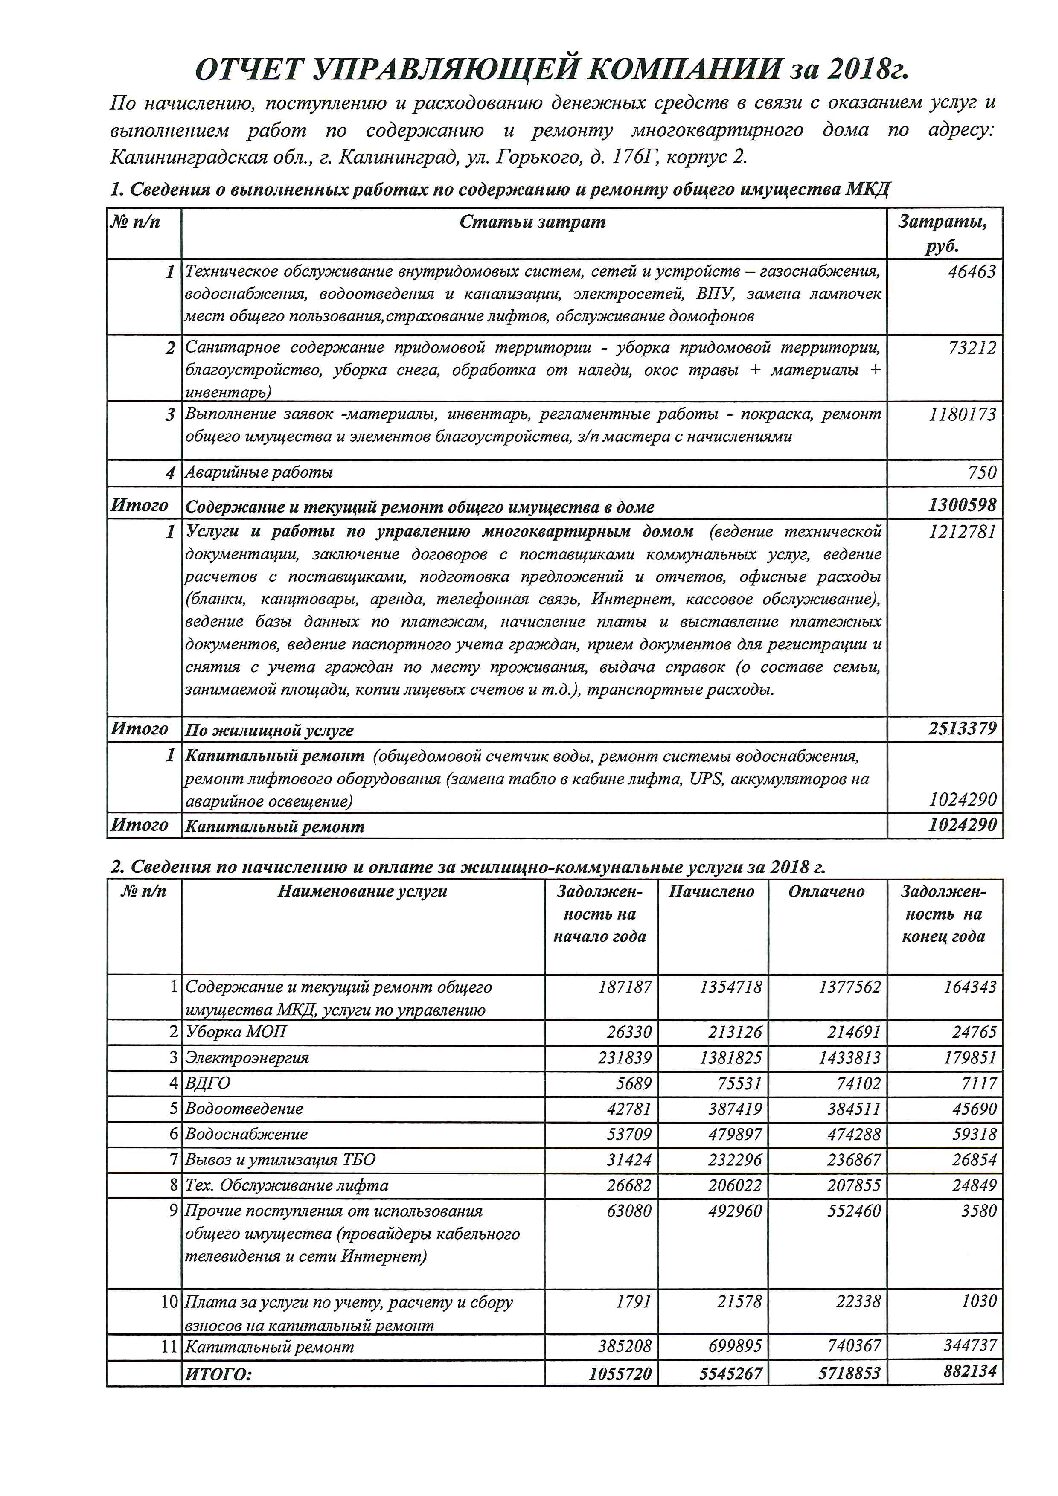 ОТЧЕТ УПРАВЛЯЮЩЕЙ КОМПАНИИ за 2018г.
По начислению, поступлению и расходованию денежных средств в связи с оказанием услуг и
выполнением работ по содержанию и ремонту многоквартирного дома по адресу:
Калининградская обл., г. Калининград, ул. Горького, д. 176Г, корпус 2.
1. Сведения о выполненных работах по содержанию и ремонту общего имущества МКД
№ п/п Статьи затрат Затраты,
руб.
1 Техническое обслуживание внутридомовых систем, сетей и устройств – газоснабжения, 46463
водоснабжения, водоотведения и канализации, электросетей, ВПУ, замена лампочек
мест общего пользования,страхование лифтов, обслуживание домофонов
2 Санитарное содержание придомовой территории - уборка придомовой территории, 73212
благоустройство, уборка снега, обработка от наледи, окос травы + материалы +
инвентарь)
3 Выполнение заявок -материалы, инвентарь, регламентные работы - покраска, ремонт 1180173
общего имущества и элементов благоустройства, з/п мастера с начислениями
4 Аварийные работы 750
Итого Содержание и текущий ремонт общего имущества в доме 1300598
1 Услуги и работы по управлению многоквартирным домом (ведение технической 1212781
документации, заключение договоров с поставщиками коммунальных услуг, ведение
расчетов с поставщиками, подготовка предложений и отчетов, офисные расходы
(бланки, канцтовары, аренда, телефонная связь, Интернет, кассовое обслуживание),
ведение базы данных по платежам, начисление платы и выставление платежных
документов, ведение паспортного учета граждан, прием документов для регистрации и
снятия с учета граждан по месту проживания, выдача справок (о составе семьи,
занимаемой площади, копии лицевых счетов и т.д.), транспортные расходы.
Итого По жилищной услуге 2513379
1 Капитальный ремонт (общедомовой счетчик воды, ремонт системы водоснабжения,
ремонт лифтового оборудования (замена табло в кабине лифта, UPS, аккумуляторов на
аварийное освещение) 1024290
Итого Капитальный ремонт 1024290
2. Сведения по начислению и оплате за жилищно-коммунальные услуги за 2018 г.
№ п/п Наименование услуги Задолжен- Начислено Оплачено Задолжен-
ность на ность на
начало года конец года
1 Содержание и текущий ремонт общего 187187 1354718 1377562 164343
имущества МКД, услуги по управлению
2 Уборка МОП 26330 213126 214691 24765
3 Электроэнергия 231839 1381825 1433813 179851
4 ВДГО 5689 75531 74102 7117
5 Водоотведение 42781 387419 384511 45690
6 Водоснабжение 53709 479897 474288 59318
7 Вывоз и утилизация ТБО 31424 232296 236867 26854
8 Тех. Обслуживание лифта 26682 206022 207855 24849
9 Прочие поступления от использования 63080 492960 552460 3580
общего имущества (провайдеры кабельного
телевидения и сети Интернет)
10 Плата за услуги по учету, расчету и сбору 1791 21578 22338 1030
взносов на капитальный ремонт
11 Капитальный ремонт 385208 699895 740367 344737
ИТОГО: 1055720 5545267 5718853 882134